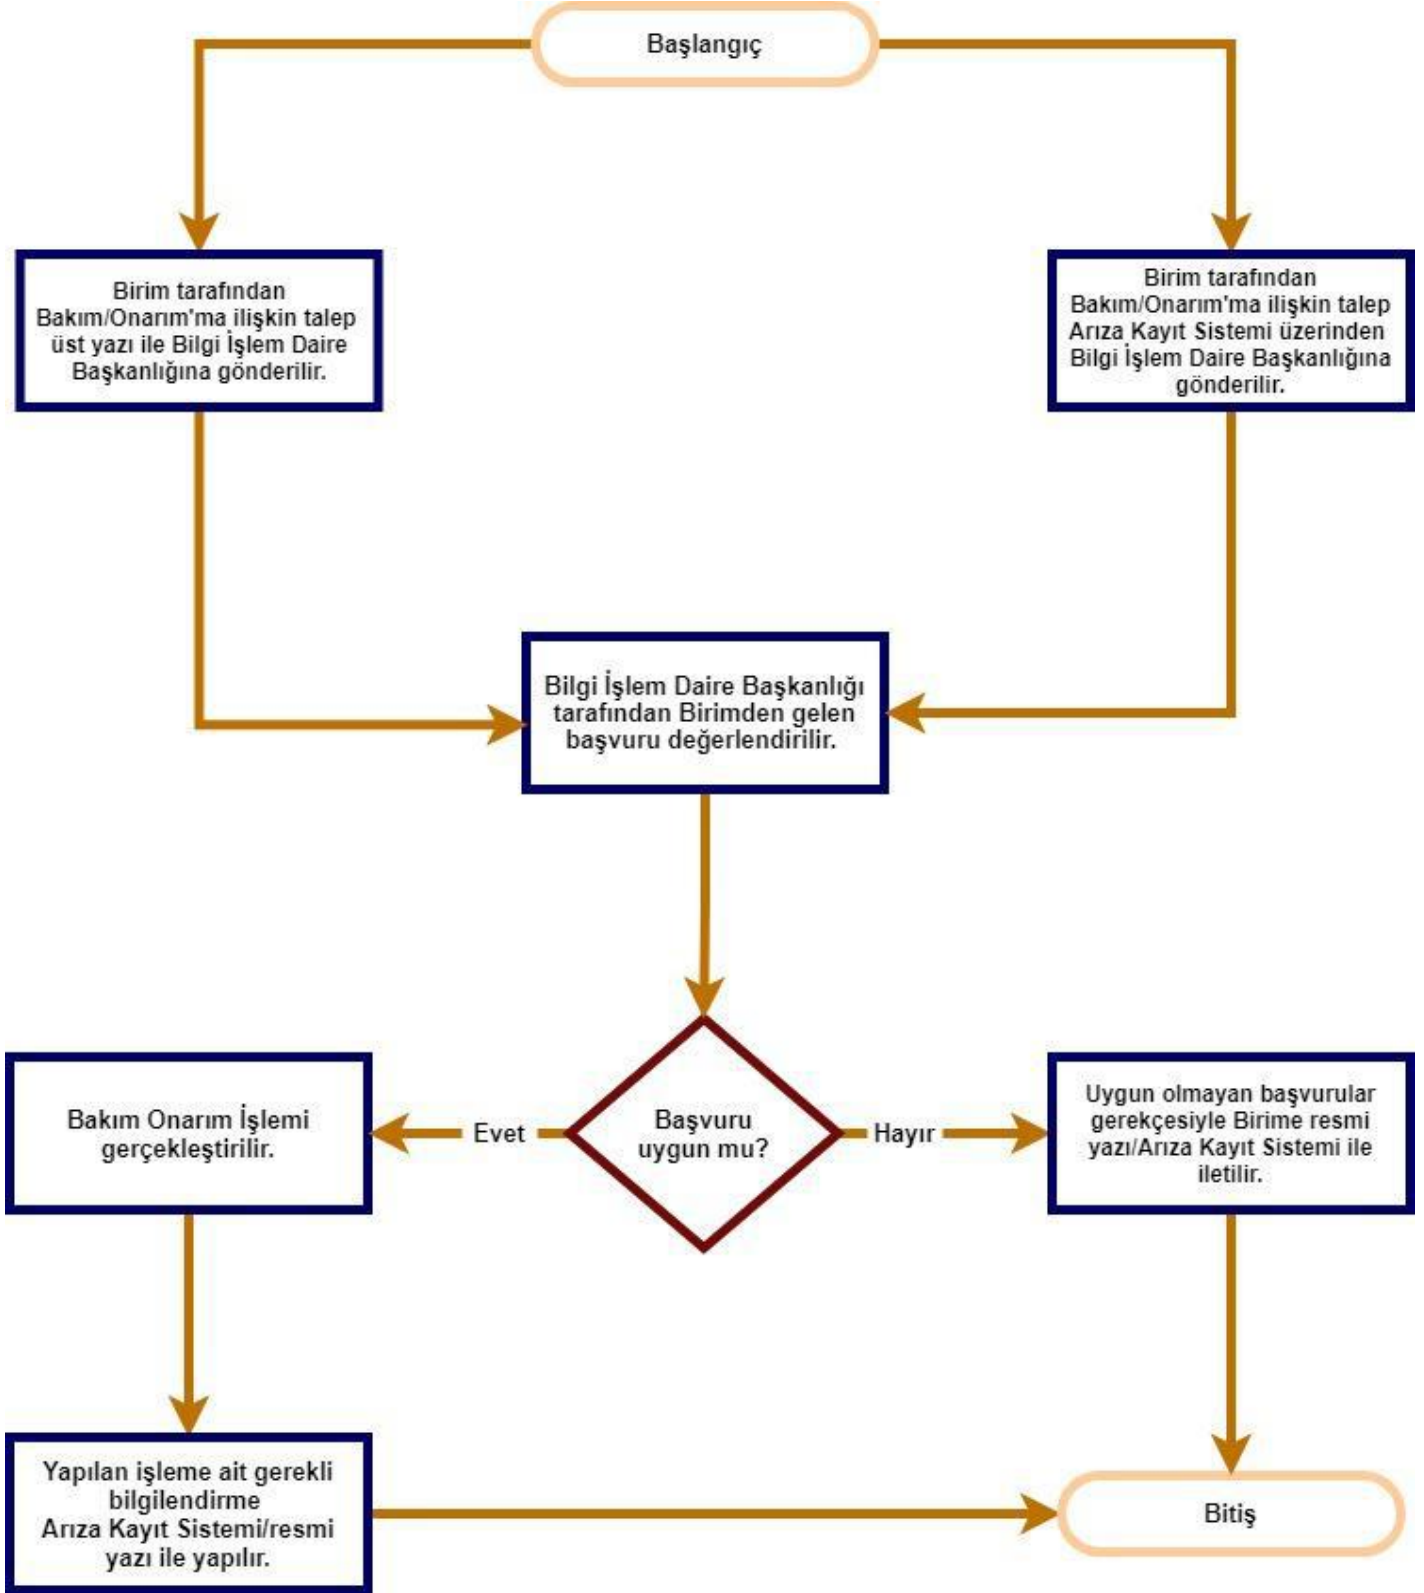 Başlangıç
Birim tarafından
Bakım/Onarım'ma ilişkin talep
üst yazı ile Bilgi İşlem Daire
Başkanlığına gönderilir.
Birim tarafından
Bakım/Onarım'ma ilişkin talep
Arıza Kayıt Sistemi üzerinden
Bilgi İşlem Daire Başkanlığına
gönderilir.
Bilgi İşlem Daire Başkanlığı
tarafından Birimden gelen
başvuru değerlendirilir.
Başvuru
uygun mu?
Evet
Hayır
Bakım Onarım İşlemi
gerçekleştirilir.
Uygun olmayan başvurular
gerekçesiyle Birime resmi
yazı/Arıza Kayıt Sistemi ile
iletilir.
Yapılan işleme ait gerekli
bilgilendirme
Arıza Kayıt Sistemi/resmi
yazı ile yapılır.
Bitiş